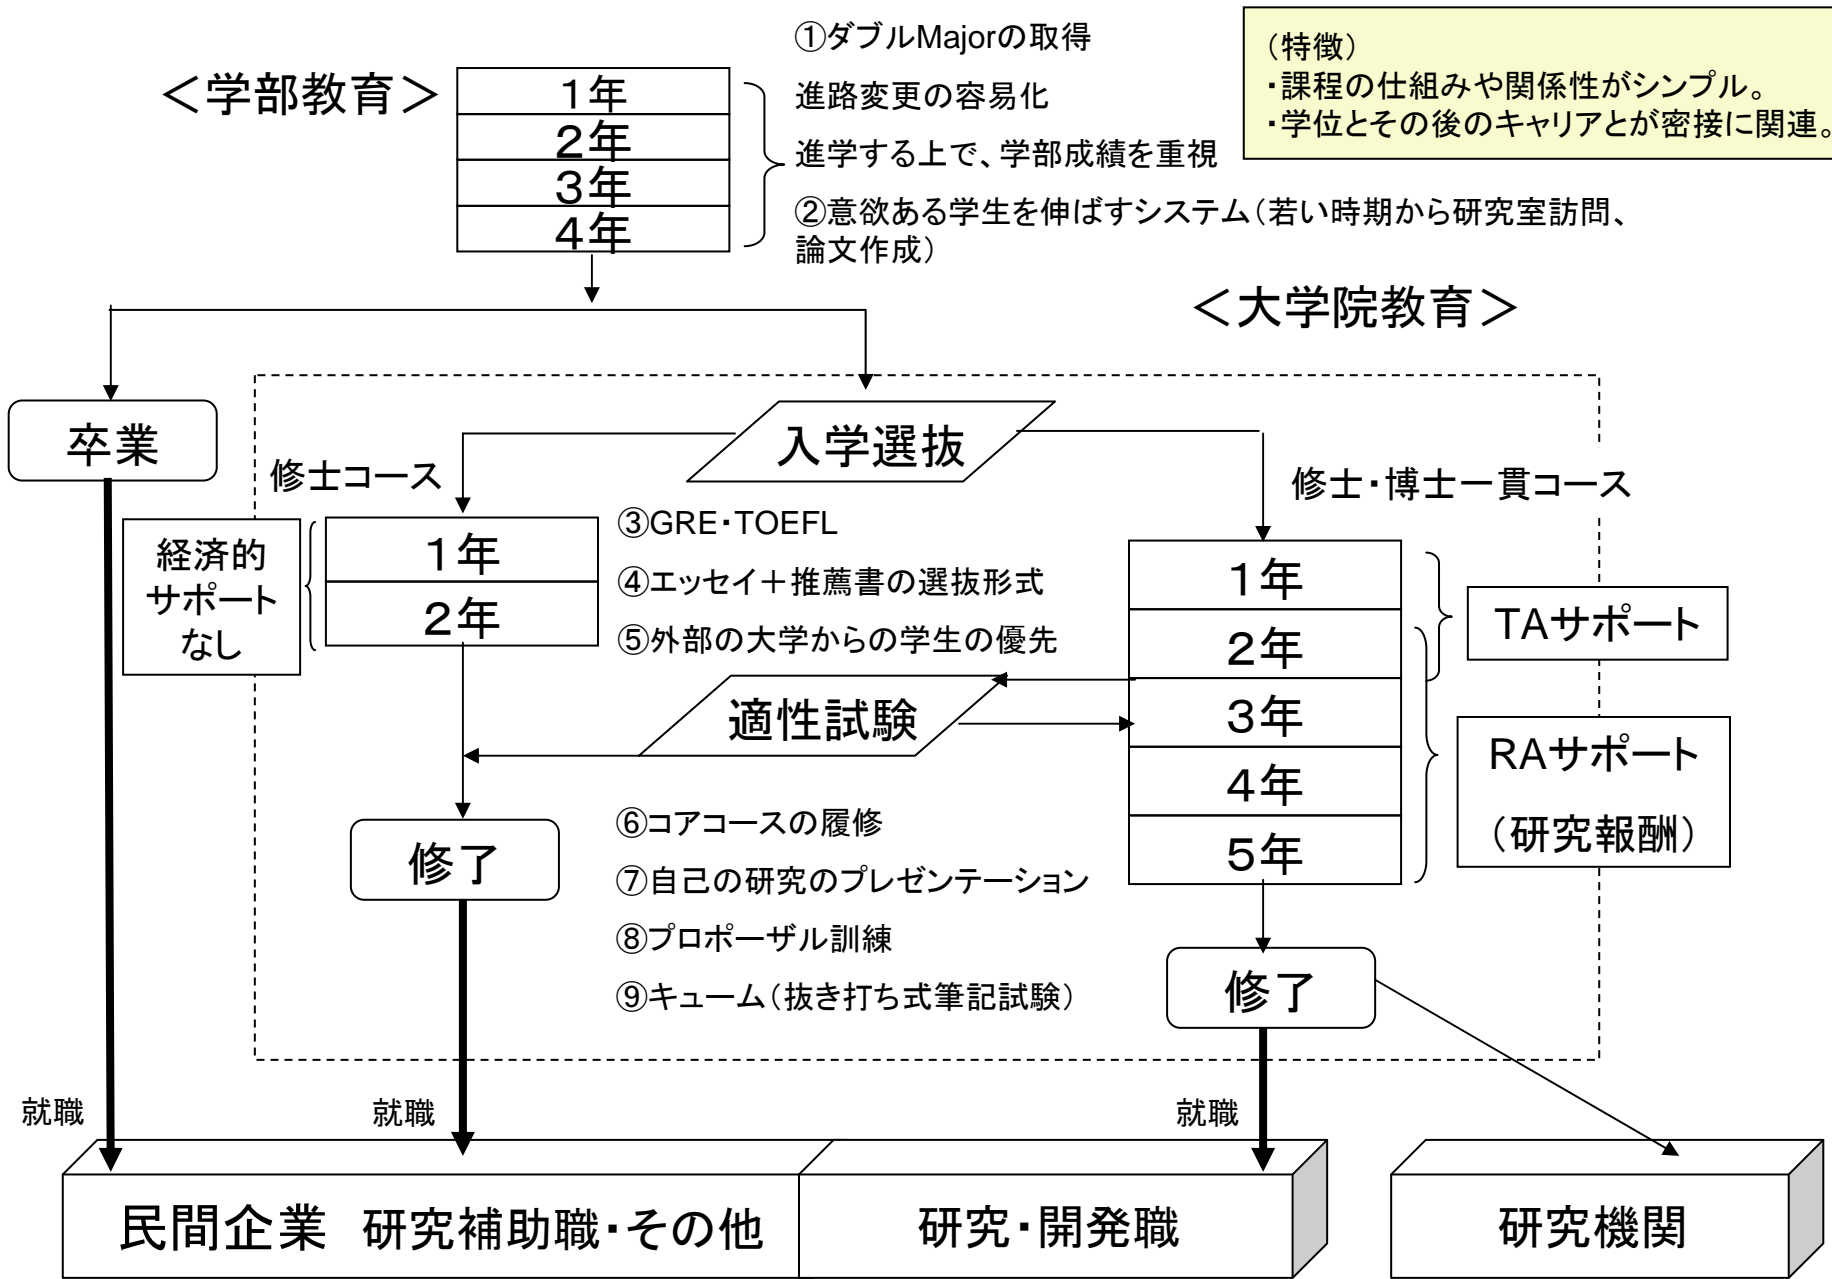 ①ダブルMajorの取得
進路変更の容易化
進学する上で、学部成績を重視
②意欲ある学生を伸ばすシステム(若い時期から研究室訪問、
論文作成)
(特徴)
・課程の仕組みや関係性がシンプル。
・学位とその後のキャリアとが密接に関連。
＜学部教育＞
１年
２年
３年
４年
＜大学院教育＞
卒業
入学選抜
修士コース
修士・博士一貫コース
経済的
サポート
なし
１年
２年
③GRE・TOEFL
④エッセイ＋推薦書の選抜形式
⑤外部の大学からの学生の優先
１年
２年
３年
４年
５年
TAサポート
RAサポート
(研究報酬)
適性試験
修了
⑥コアコースの履修
⑦自己の研究のプレゼンテーション
⑧プロポーザル訓練
⑨キューム(抜き打ち式筆記試験)
修了
就職
就職
就職
民間企業 研究補助職・その他
研究・開発職
研究機関